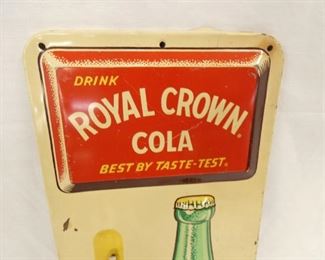 DRINK
ROYAL CROWN
COLA
BEST BY TASTE-TEST